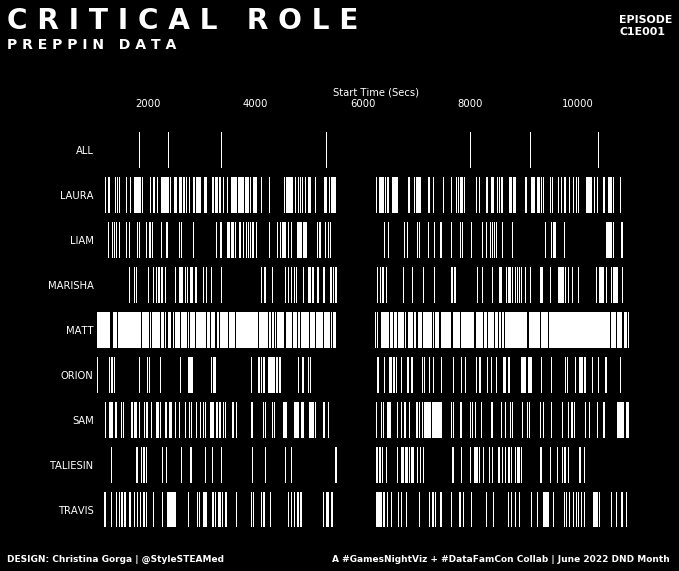 CRITICAL ROLE
PREPPIN DATA
EPISODE
C1E001
Start Time (Secs)
2000 4000 6000 8000 10000
ALL
LAURA
LIAM
MARISHA
MATT
ORION
SAM
TALIESIN
TRAVIS
DESIGN: Christina Gorga | @StyleSTEAMed
A #GamesNightViz + #DataFamCon Collab | June 2022 DND Month